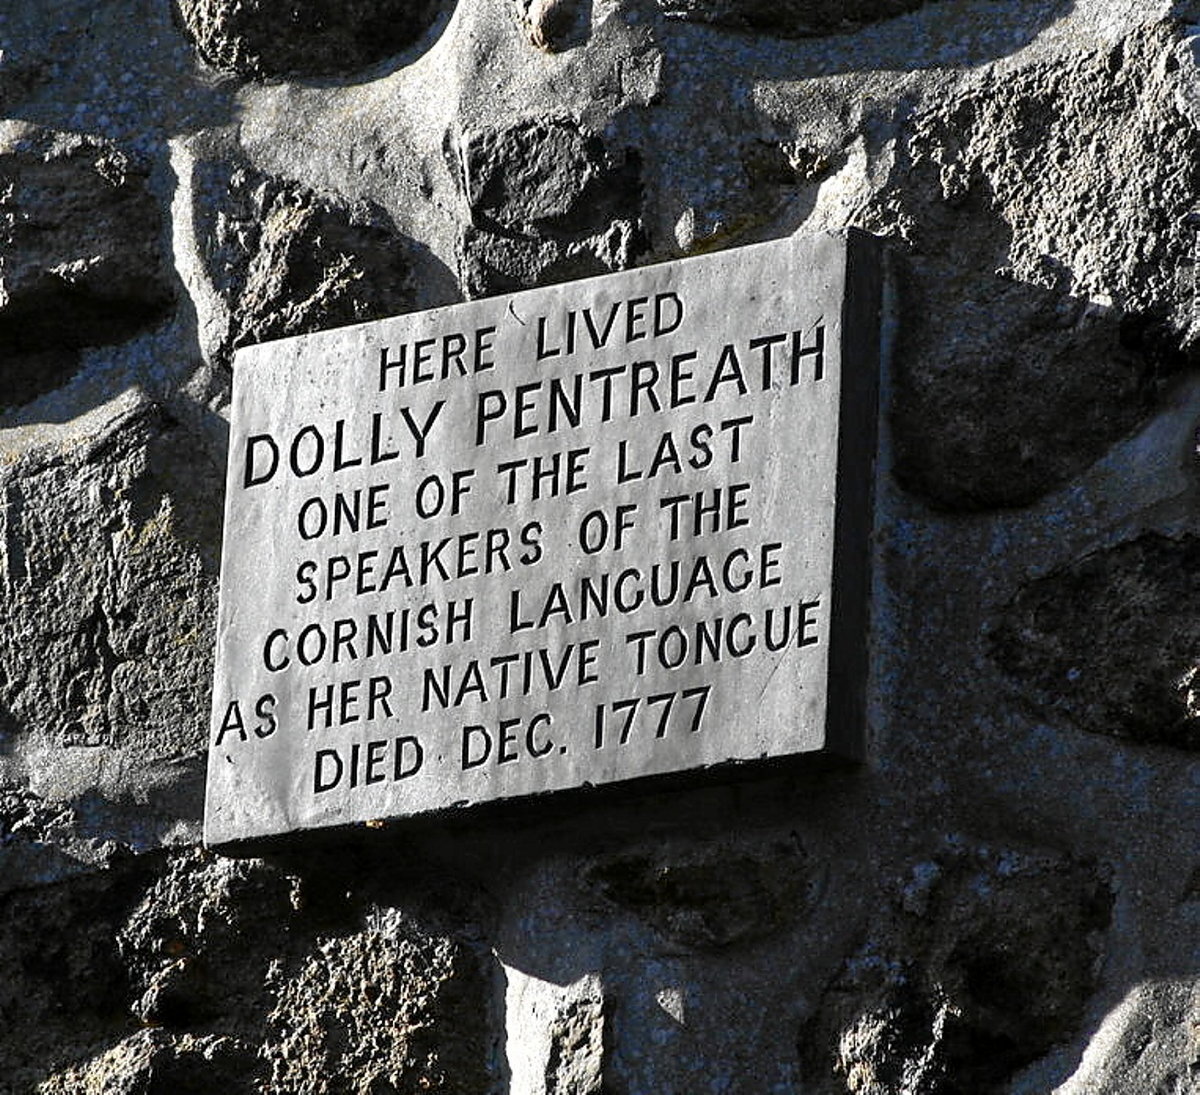 HERE LIVED
DOLLY PENTREATH
ONE OF THE LAST
SPEAKERS OF THE
CORNISH LANGUAGE
AS HER NATIVE TONGUE
DIED DEC. 1777